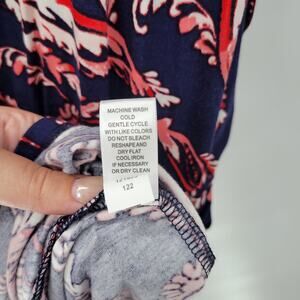 MACHINE WASH
COLD
GENTLE CYCLE
WITH LIKE COLORS
DO NOT BLEACH
RESHAPE AND
DRY FLAT
COOL IRON
IF NECESSARY
OR DRY CLEAN
122